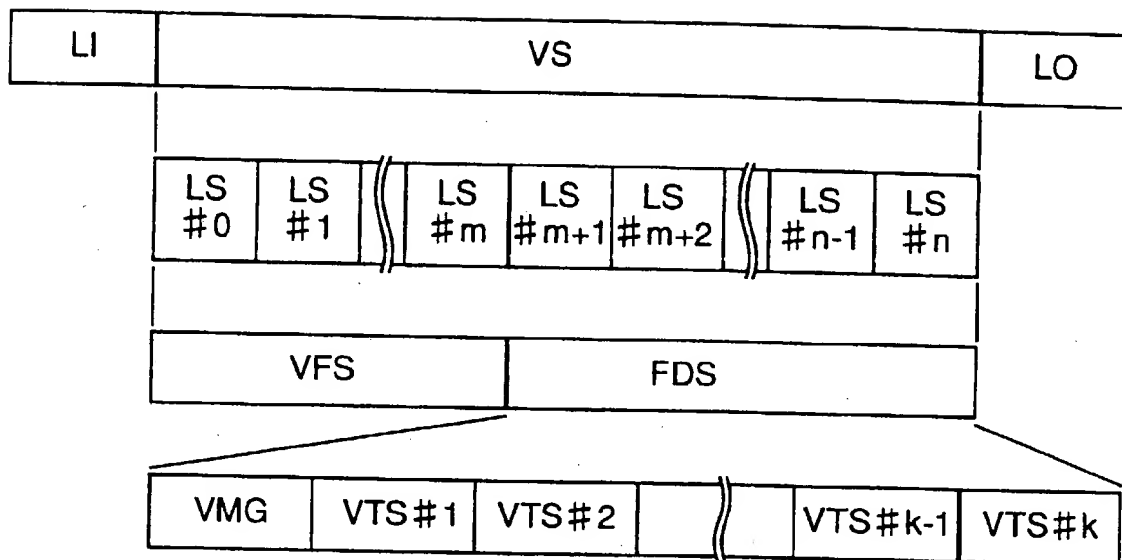 LI VS LO
LS #0 LS #1 LS #m LS #m+1 LS #m+2 LS #n-1 LS #n
VFS FDS
VMG VTS#1 VTS#2 VTS#k-1 VTS#k